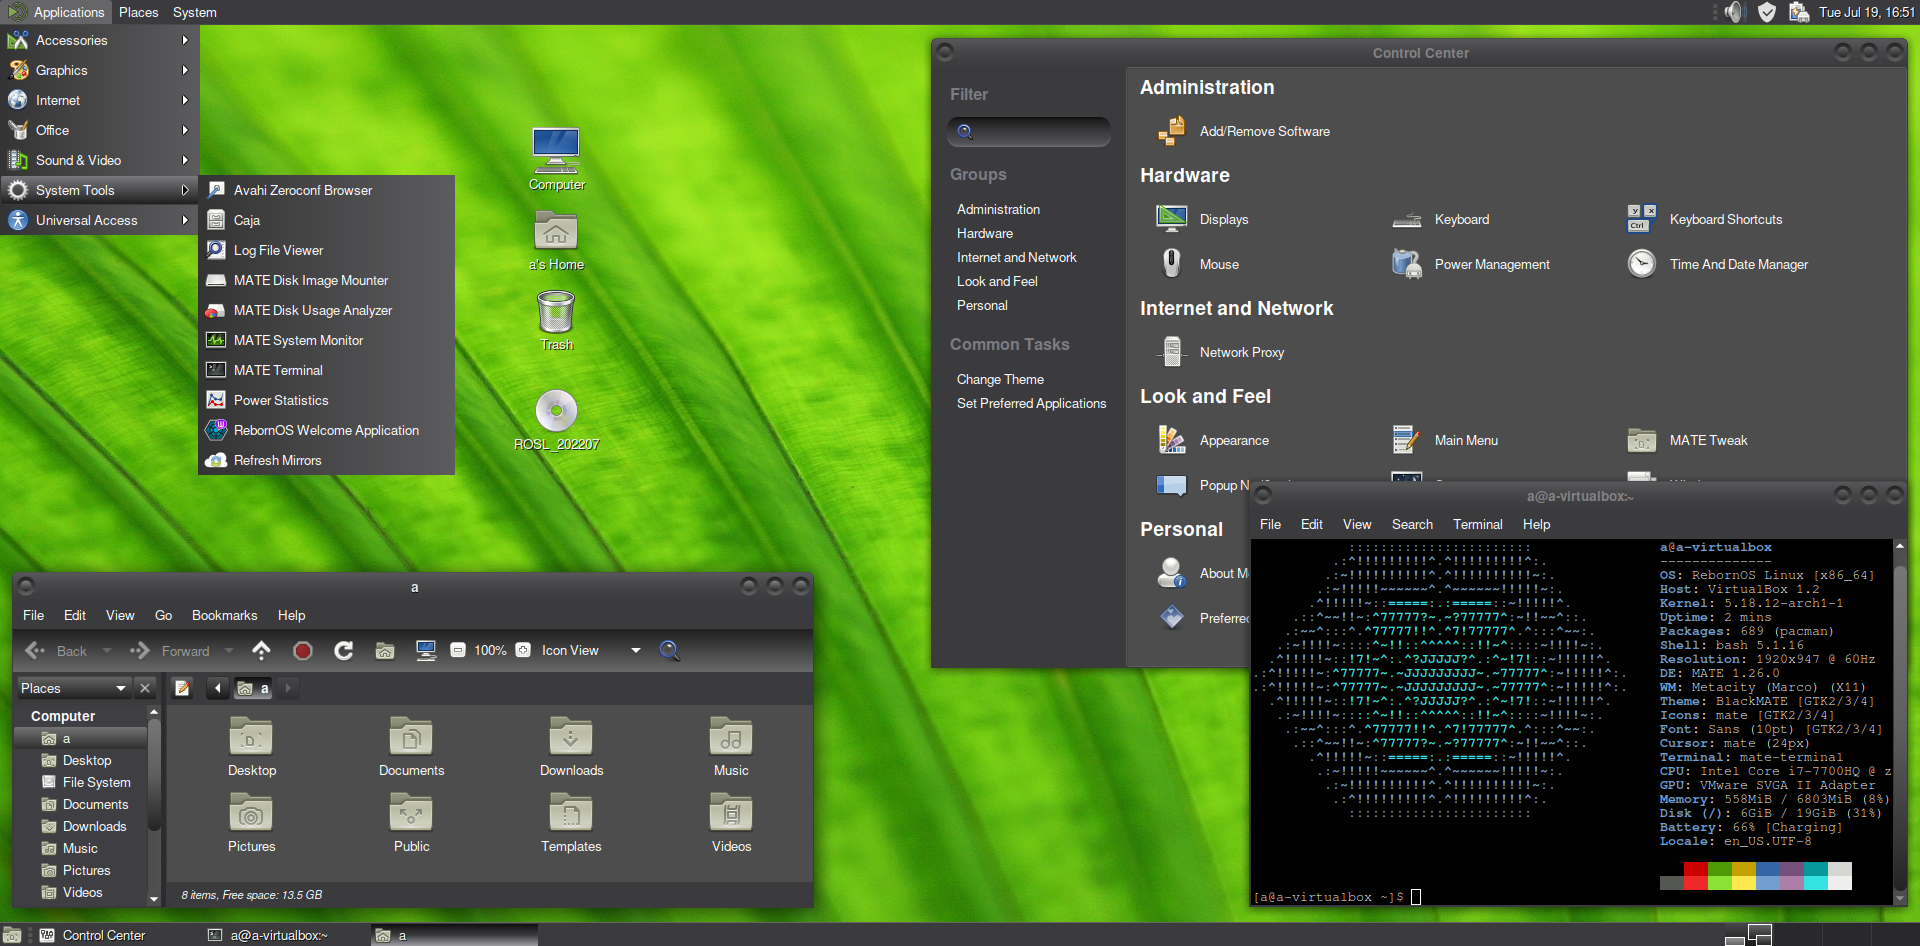 Applications Places System
Tue Jul 19, 16:51
Accessories
Graphics
Internet
Office
Sound & Video
System Tools
Universal Access
Avahi Zeroconf Browser
Caja
Log File Viewer
MATE Disk Image Mounter
MATE Disk Usage Analyzer
MATE System Monitor
MATE Terminal
Power Statistics
RebornOS Welcome Application
Refresh Mirrors
Computer
a's Home
Trash
ROSL_202207
Control Center
Filter
Groups
Administration
Hardware
Internet and Network
Look and Feel
Personal
Common Tasks
Change Theme
Set Preferred Applications
Administration
Add/Remove Software
Hardware
Displays Keyboard Keyboard Shortcuts
Mouse Power Management Time And Date Manager
Internet and Network
Network Proxy
Look and Feel
Appearance Main Menu MATE Tweak
Popup
Personal
About
a
File Edit View Go Bookmarks Help
Back Forward 100% Icon View
Places a
Computer
a
Desktop
File System
Documents
Downloads
Music
Pictures
Videos
Desktop Documents Downloads Music
Pictures Public Templates Videos
8 items, Free space: 13.5 GB
a@a-virtualbox:~
File Edit View Search Terminal Help
a@a-virtualbox
--------------
OS: RebornOS Linux [x86_64]
Host: VirtualBox 1.2
Kernel: 5.18.12-arch1-1
Uptime: 2 mins
Packages: 689 (pacman)
Shell: bash 5.1.16
Resolution: 1920x947 @ 60Hz
DE: MATE 1.26.0
WM: Metacity (Marco) (X11)
Theme: BlackMATE [GTK2/3/4]
Icons: mate [GTK2/3/4]
Font: Sans (10pt) [GTK2/3/4]
Cursor: mate (24px)
Terminal: mate-terminal
CPU: Intel Core i7-7700HQ @ z
GPU: VMware SVGA II Adapter
Memory: 558MiB / 6803MiB (8%)
Disk (/): 6GiB / 19GiB (31%)
Battery: 66% [Charging]
Locale: en_US.UTF-8
[a@a-virtualbox ~]$
Control Center a@a-virtualbox:~ a